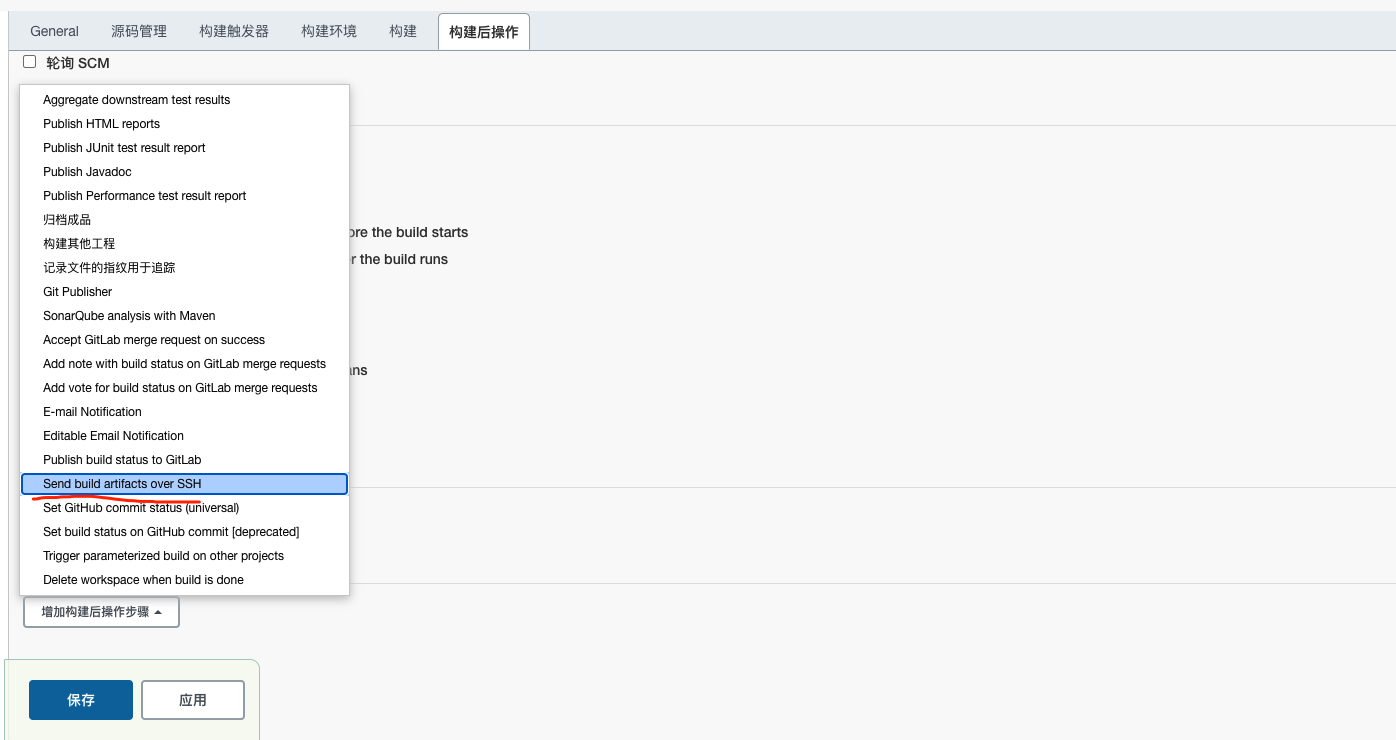 General 源码管理 构建触发器 构建环境 构建 构建后操作
轮询 SCM
Aggregate downstream test results
Publish HTML reports
Publish JUnit test result report
Publish Javadoc
Publish Performance test result report
归档成品
构建其他工程
ore the build starts
记录文件的指纹用于追踪
r the build runs
Git Publisher
SonarQube analysis with Maven
Accept GitLab merge request on success
Add note with build status on GitLab merge requests
ans
Add vote for build status on GitLab merge requests
E-mail Notification
Editable Email Notification
Publish build status to GitLab
Send build artifacts over SSH
Set GitHub commit status (universal)
Set build status on GitHub commit [deprecated]
Trigger parameterized build on other projects
Delete workspace when build is done
增加构建后操作步骤
保存 应用